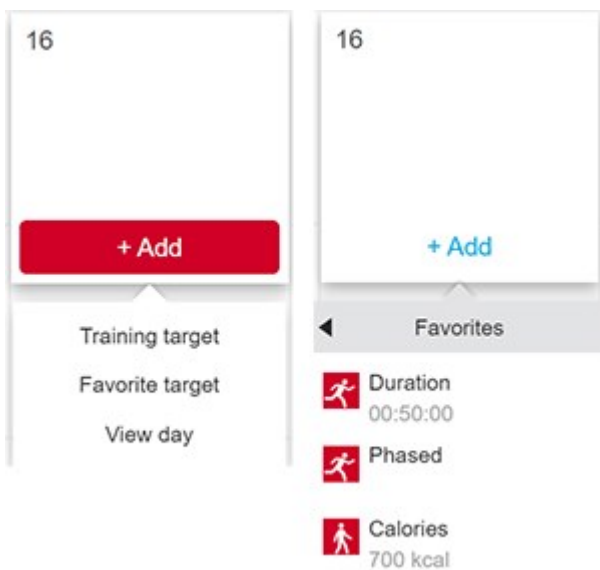 16
+ Add
Training target
Favorite target
View day
16
+ Add
Favorites
Duration
00:50:00
Phased
Calories
700 kcal